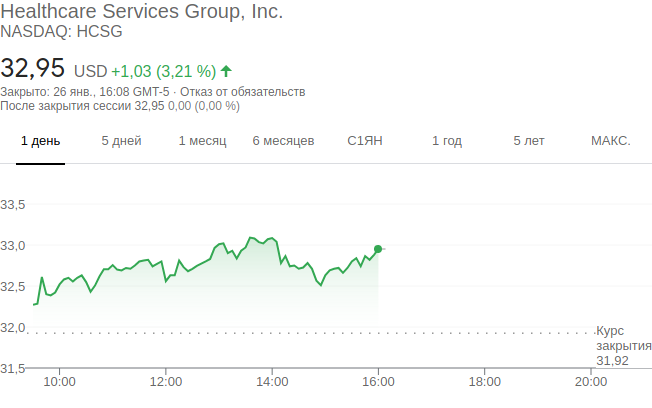 Healthcare Services Group, Inc.
NASDAQ: HCSG
32,95 USD +1,03 (3,21 %)
Закрыто: 26 янв., 16:08 GMT-5 · Отказ от обязательств
После закрытия сессии 32,95 0,00 (0,00 %)
1 день 5 дней 1 месяц 6 месяцев С1ЯН 1 год 5 лет МАКС.
33,5
33,0
32,5
32,0
Курс
закрытия
31,92
31,5
10:00 12:00 14:00 16:00 18:00 20:00